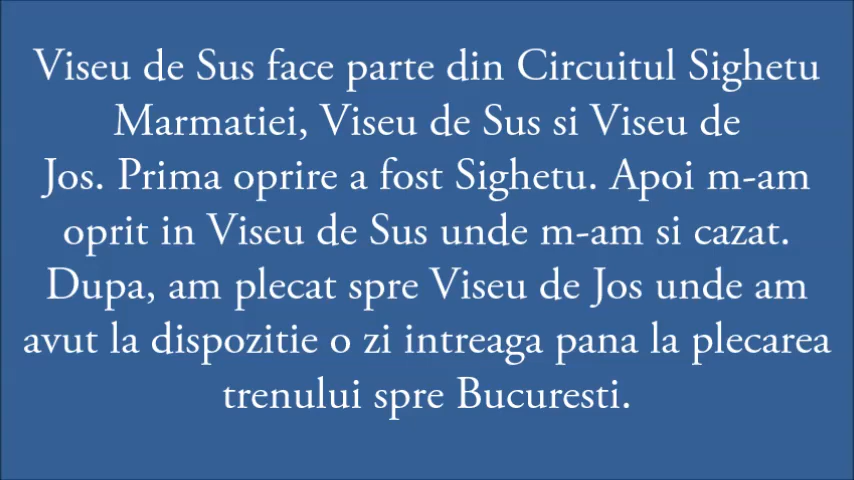 Viseu de Sus face parte din Circuitul Sighetu
Marmatiei, Viseu de Sus si Viseu de
Jos. Prima oprire a fost Sighetu. Apoi m-am
oprit in Viseu de Sus unde m-am si cazat.
Dupa, am plecat spre Viseu de Jos unde am
avut la dispozitie o zi intreaga pana la plecarea
trenului spre Bucuresti.